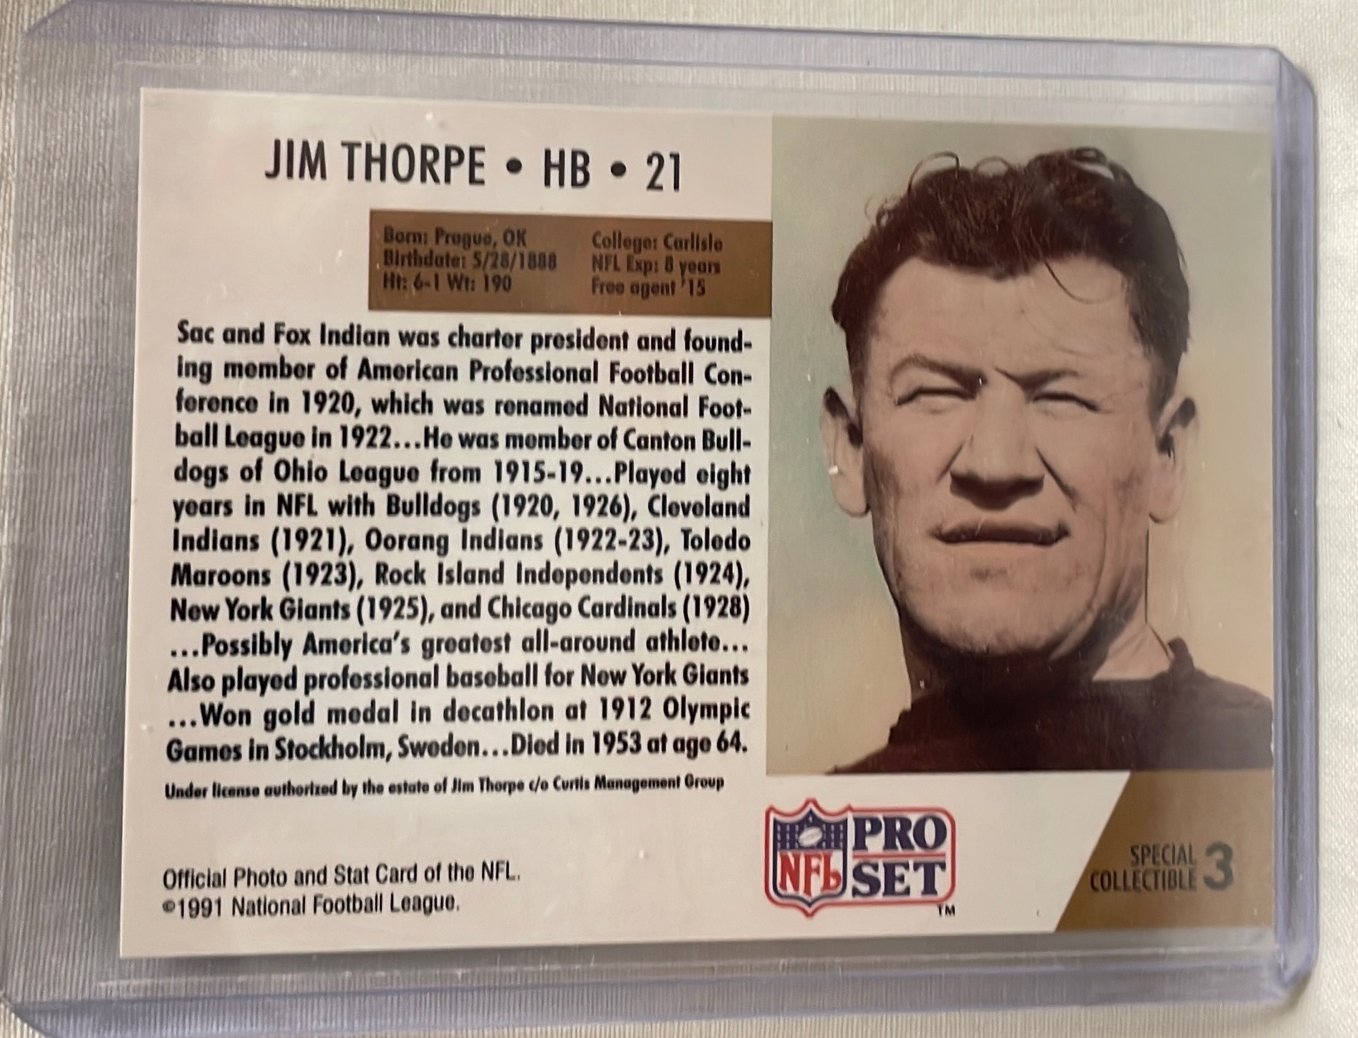 JIM THORPE • HB • 21
Born: Prague, OK
Birthdate: 5/28/1888
Ht: 6-1 Wt: 190
College: Carlisle
NFL Exp: 8 years
Free agent '15
Sac and Fox Indian was charter president and found-
ing member of American Professional Football Con-
ference in 1920, which was renamed National Foot-
ball League in 1922...He was member of Canton Bull-
dogs of Ohio League from 1915-19...Played eight
years in NFL with Bulldogs (1920, 1926), Cleveland
Indians (1921), Oorang Indians (1922-23), Toledo
Maroons (1923), Rock Island Independents (1924),
New York Giants (1925), and Chicago Cardinals (1928)
...Possibly America's greatest all-around athlete...
Also played professional baseball for New York Giants
...Won gold medal in decathlon at 1912 Olympic
Games in Stockholm, Sweden...Died in 1953 at age 64.
Under license authorized by the estate of Jim Thorpe c/o Curtis Management Group
Official Photo and Stat Card of the NFL.
©1991 National Football League.
NFL
PRO
SET
TM
SPECIAL
COLLECTIBLE 3